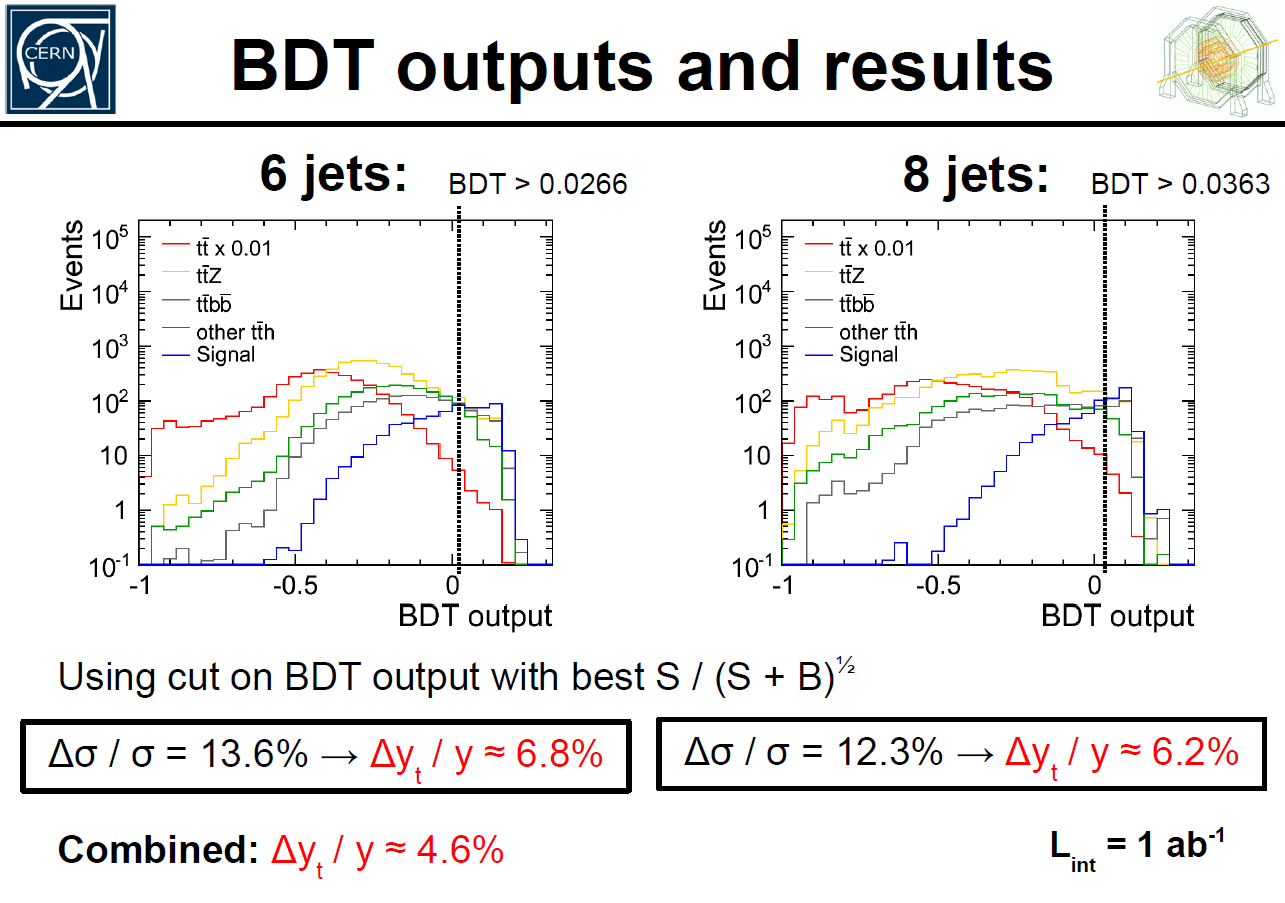 CERN
BDT outputs and results
6 jets:
BDT > 0.0266
Events
10⁵
10⁴
10³
10²
10
1
10⁻¹
tt̄ x 0.01
tt̄Z
tt̄bb̄
other tt̄h
Signal
-1
-0.5
0
BDT output
8 jets:
BDT > 0.0363
Events
10⁵
10⁴
10³
10²
10
1
10⁻¹
tt̄ x 0.01
tt̄Z
tt̄bb̄
other tt̄h
Signal
-1
-0.5
0
BDT output
Using cut on BDT output with best S / (S + B)^½
Δσ / σ = 13.6% → Δyₜ / y ≈ 6.8%
Δσ / σ = 12.3% → Δyₜ / y ≈ 6.2%
Combined: Δyₜ / y ≈ 4.6%
L_int = 1 ab⁻¹